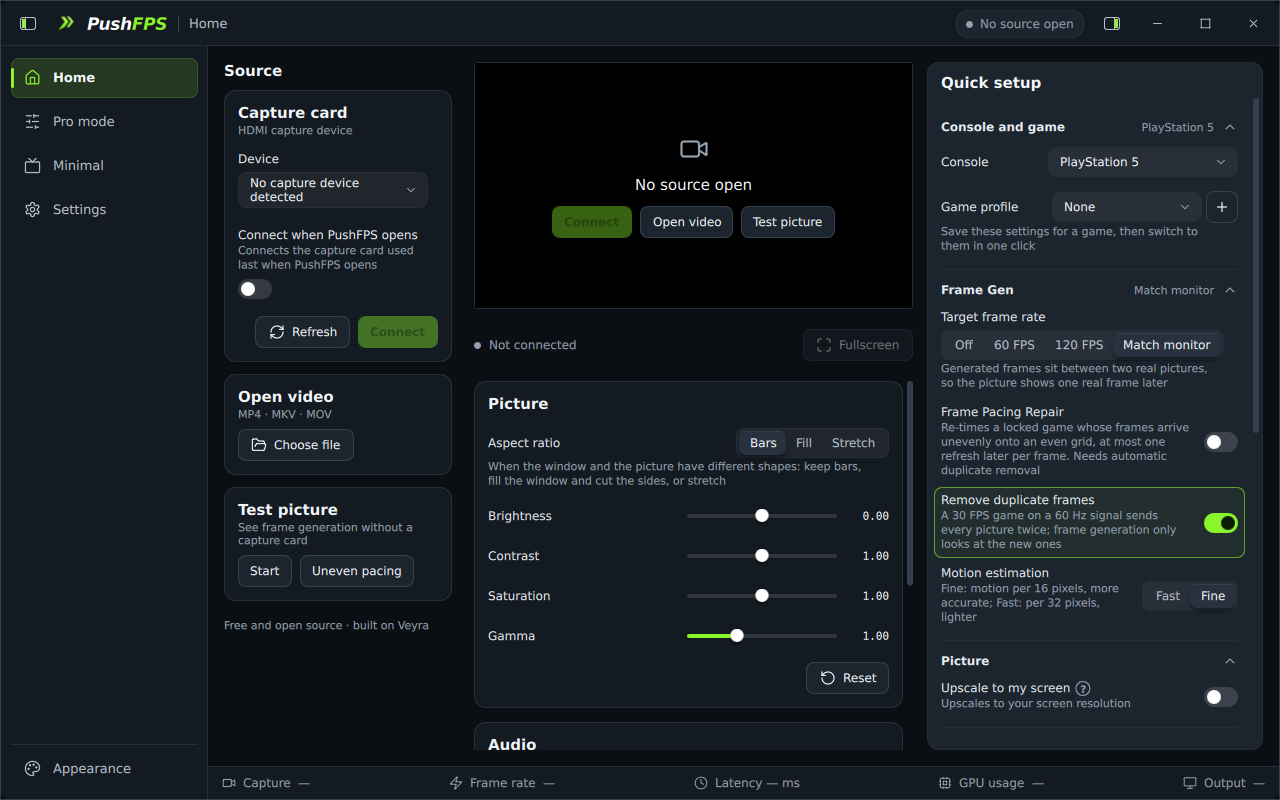 PushFPS
Home
No source open
Home
Pro mode
Minimal
Settings
Appearance
Source
Capture card
HDMI capture device
Device
No capture device
detected
Connect when PushFPS opens
Connects the capture card used
last when PushFPS opens
Refresh
Connect
Open video
MP4 · MKV · MOV
Choose file
Test picture
See frame generation without a
capture card
Start
Uneven pacing
Free and open source · built on Veyra
No source open
Connect
Open video
Test picture
Not connected
Fullscreen
Picture
Aspect ratio
Bars
Fill
Stretch
When the window and the picture have different shapes: keep bars,
fill the window and cut the sides, or stretch
Brightness
0.00
Contrast
1.00
Saturation
1.00
Gamma
1.00
Reset
Audio
Quick setup
Console and game
PlayStation 5
Console
PlayStation 5
Game profile
None
Save these settings for a game, then switch to
them in one click
Frame Gen
Match monitor
Target frame rate
Off
60 FPS
120 FPS
Match monitor
Generated frames sit between two real pictures,
so the picture shows one real frame later
Frame Pacing Repair
Re-times a locked game whose frames arrive
unevenly onto an even grid, at most one
refresh later per frame. Needs automatic
duplicate removal
Remove duplicate frames
A 30 FPS game on a 60 Hz signal sends
every picture twice; frame generation only
looks at the new ones
Motion estimation
Fine: motion per 16 pixels, more
accurate; Fast: per 32 pixels,
lighter
Fast
Fine
Picture
Upscale to my screen ?
Upscales to your screen resolution
Capture —
Frame rate —
Latency — ms
GPU usage —
Output —